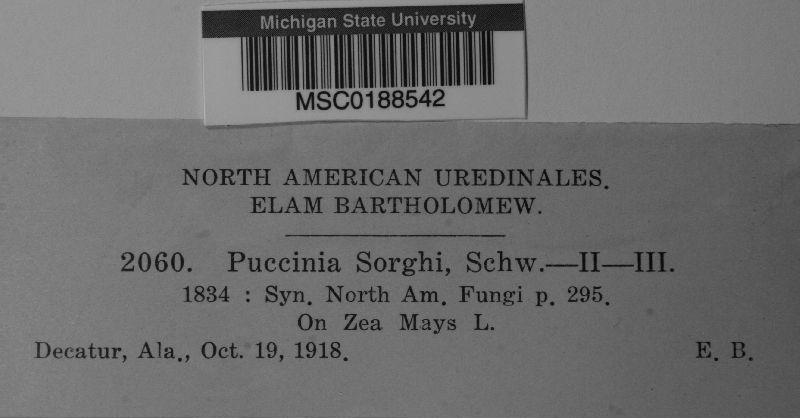 Michigan State University
MSC0188542
NORTH AMERICAN UREDINALES.
ELAM BARTHOLOMEW.
2060. Puccinia Sorghi, Schw.—II—III.
1834 : Syn. North Am. Fungi p. 295.
On Zea Mays L.
Decatur, Ala., Oct. 19, 1918. E. B.